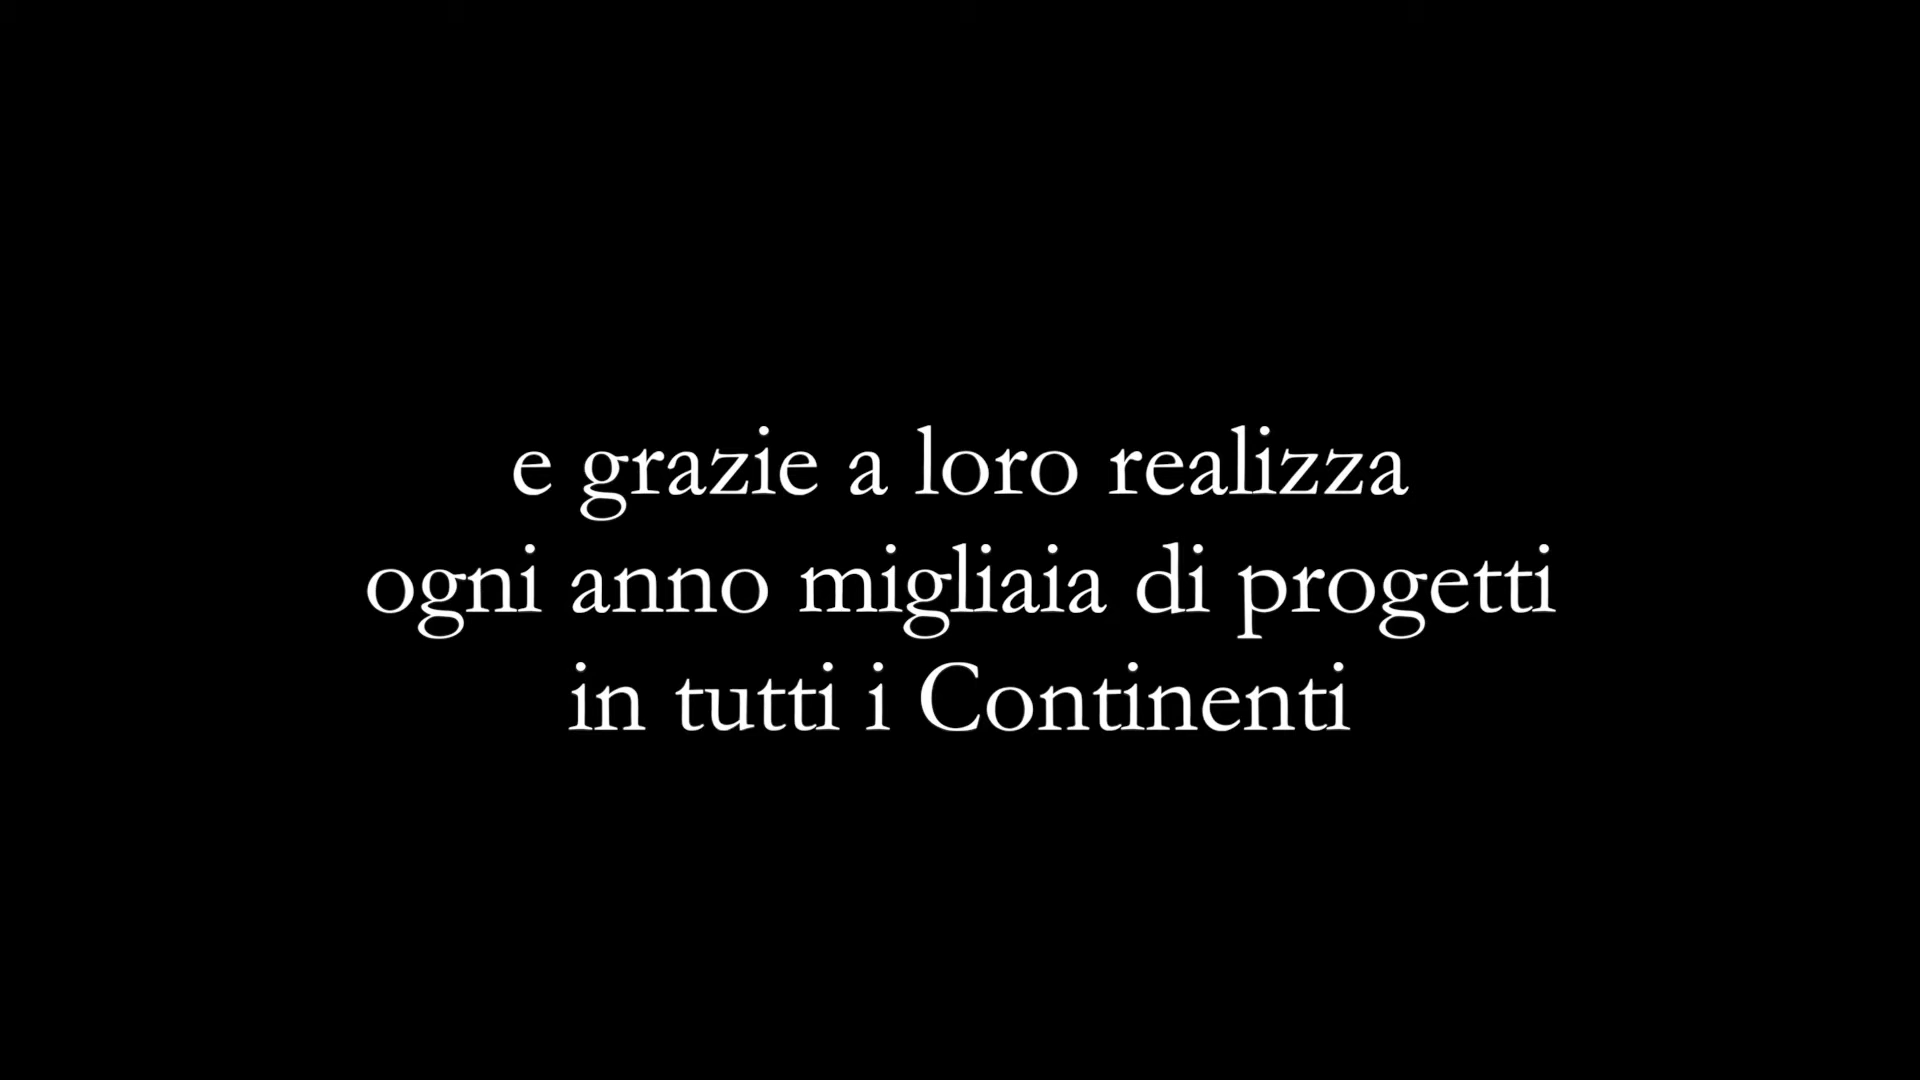 e grazie a loro realizza
ogni anno migliaia di progetti
in tutti i Continenti